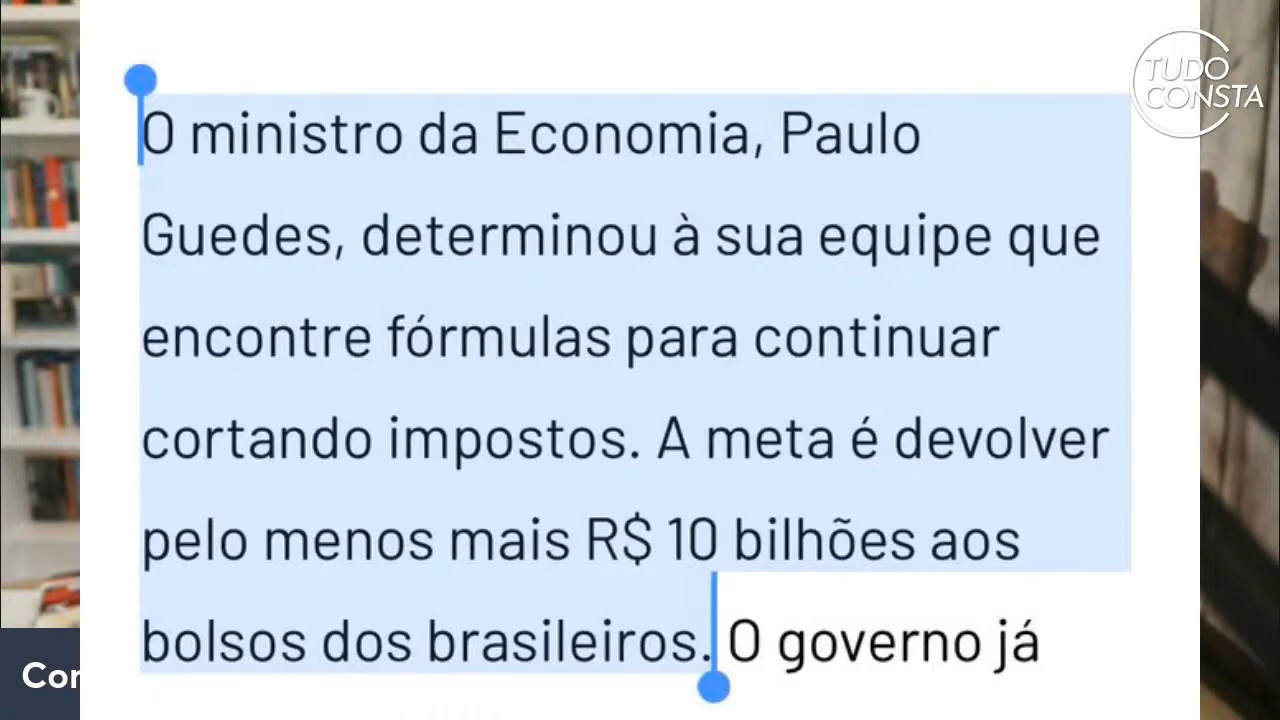 TUDO
CONSTA
O ministro da Economia, Paulo
Guedes, determinou à sua equipe que
encontre fórmulas para continuar
cortando impostos. A meta é devolver
pelo menos mais R$ 10 bilhões aos
bolsos dos brasileiros. O governo já